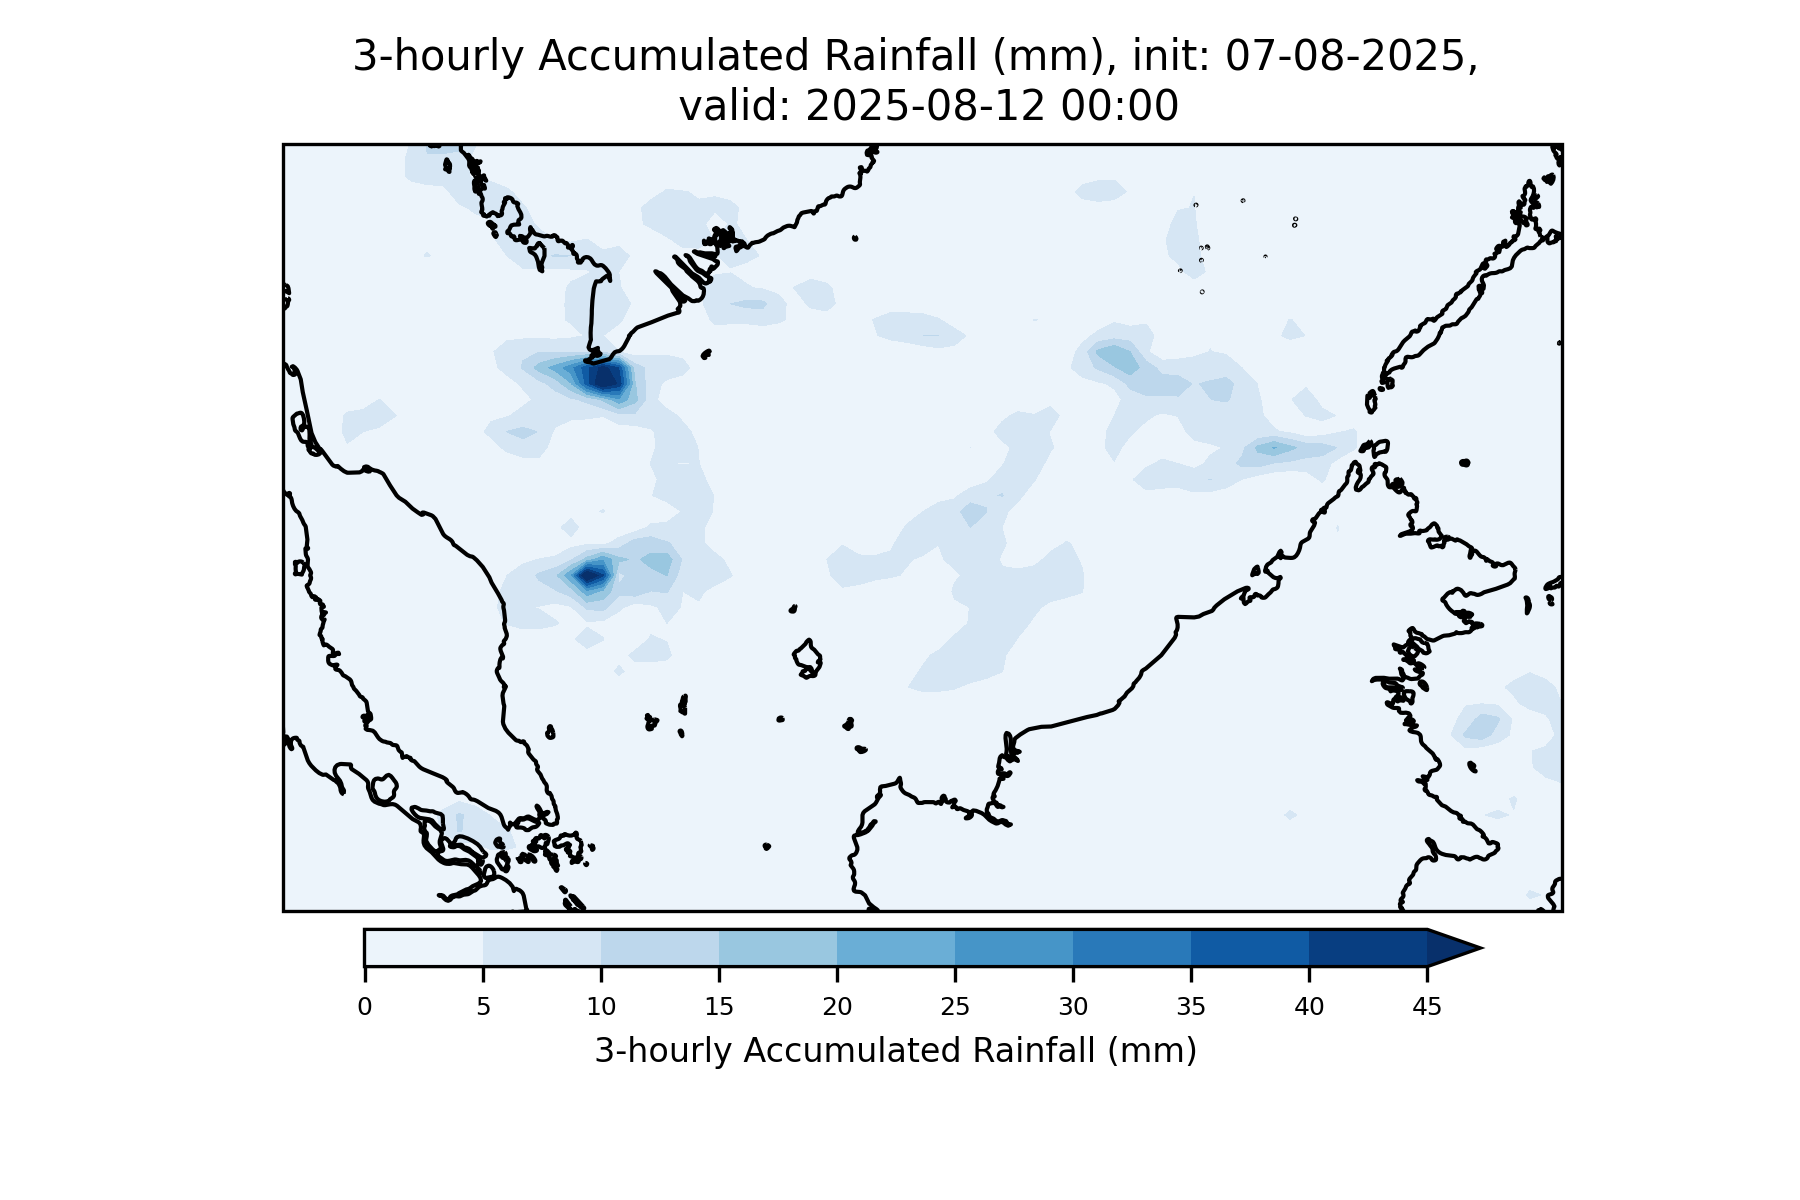 3-hourly Accumulated Rainfall (mm), init: 07-08-2025,
valid: 2025-08-12 00:00
0 5 10 15 20 25 30 35 40 45
3-hourly Accumulated Rainfall (mm)